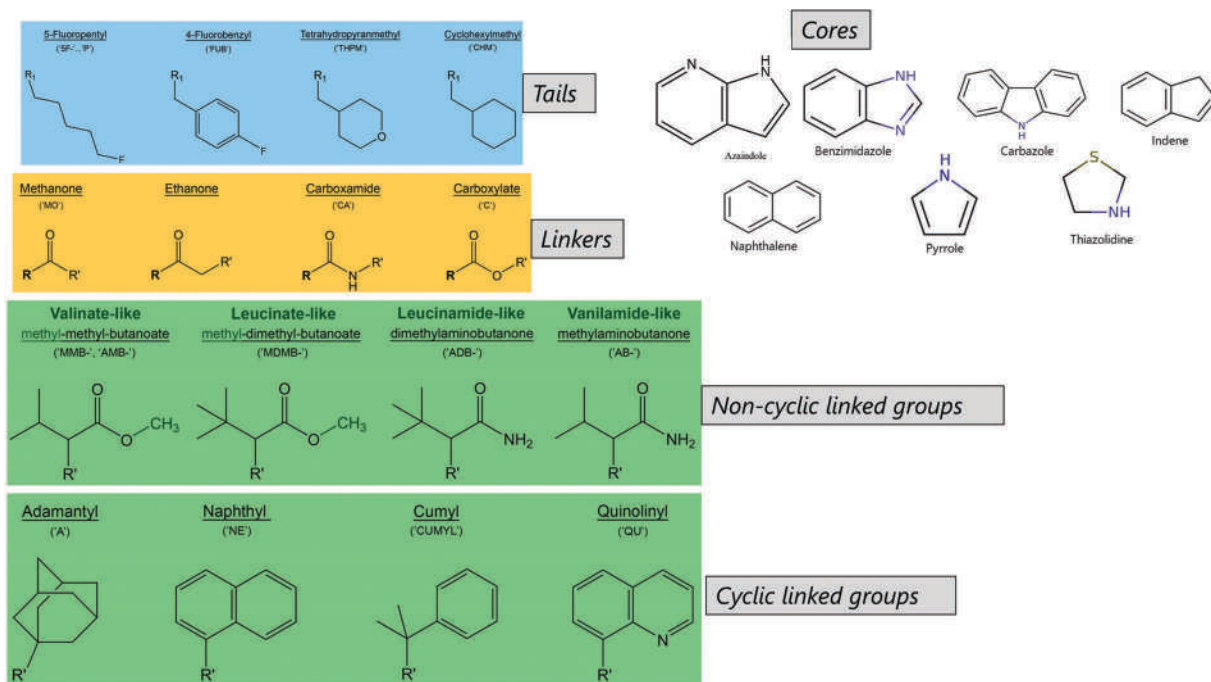 5-Fluoropentyl
('5F-'...'P')
4-Fluorobenzyl
('FUB')
Tetrahydropyranmethyl
('THPM')
Cyclohexylmethyl
('CHM')
R1
F
R1
F
R1
O
R1
Tails
Cores
N
H
N
Azaindole
NH
N
Benzimidazole
N
H
Carbazole
Indene
Naphthalene
H
N
Pyrrole
S
NH
Thiazolidine
Methanone
('MO')
Ethanone
Carboxamide
('CA')
Carboxylate
('C')
O
R
R'
O
R
R'
O
R
N
H
R'
O
R
O
R'
Linkers
Valinate-like
methyl-methyl-butanoate
('MMB-', 'AMB-')
Leucinate-like
methyl-dimethyl-butanoate
('MDMB-')
Leucinamide-like
dimethylaminobutanone
('ADB-')
Vanilamide-like
methylaminobutanone
('AB-')
O
O
CH3
R'
O
O
CH3
R'
O
NH2
R'
O
NH2
R'
Non-cyclic linked groups
Adamantyl
('A')
Naphthyl
('NE')
Cumyl
('CUMYL')
Quinolinyl
('QU')
R'
R'
R'
N
R'
Cyclic linked groups